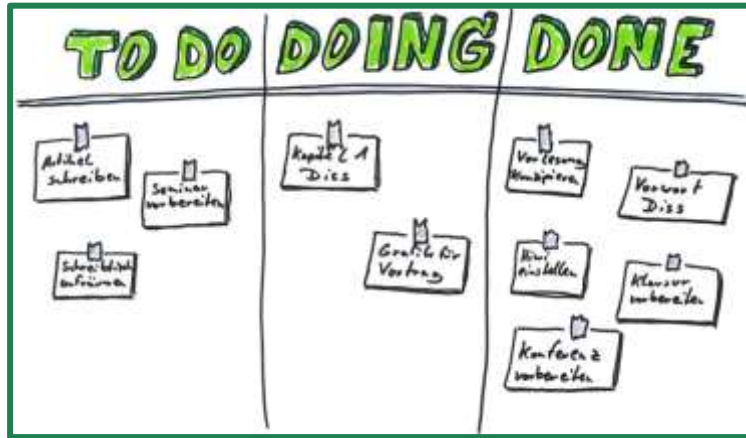 TO DO
DOING
DONE
Artikel
schreiben
Seminar
vorbereiten
Schreibtisch
aufräumen
Kapitel 1
Diss
Grafik für
Vortrag
Vorlesung
konzipieren
Vorwort
Diss
Hiwi
einstellen
Klausur
vorbereiten
Konferenz
vorbereiten